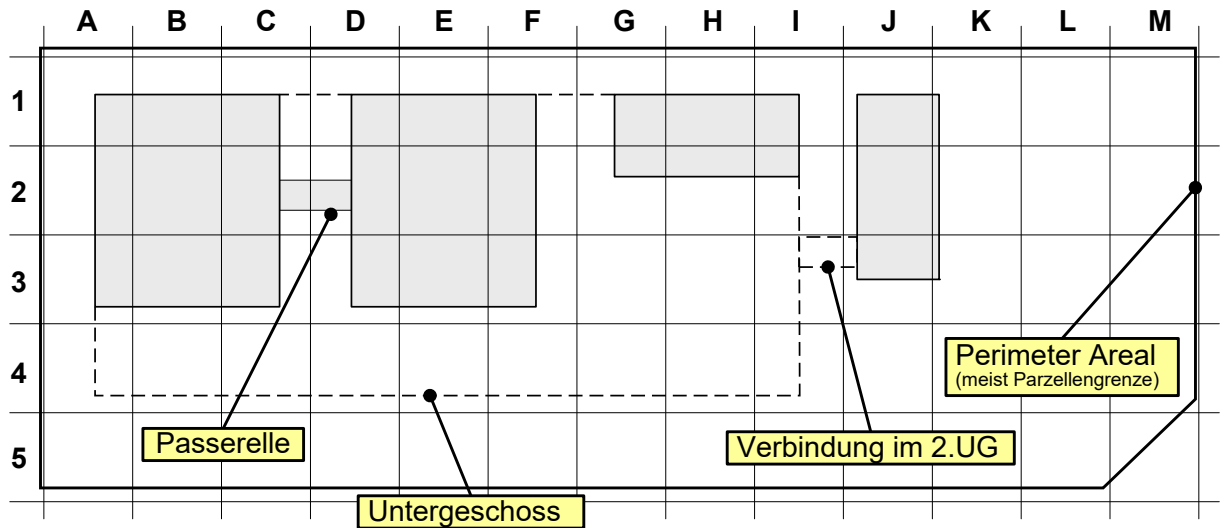 A B C D E F G H I J K L M
1
2
3
4
5
Perimeter Areal
(meist Parzellengrenze)
Passerelle
Verbindung im 2.UG
Untergeschoss